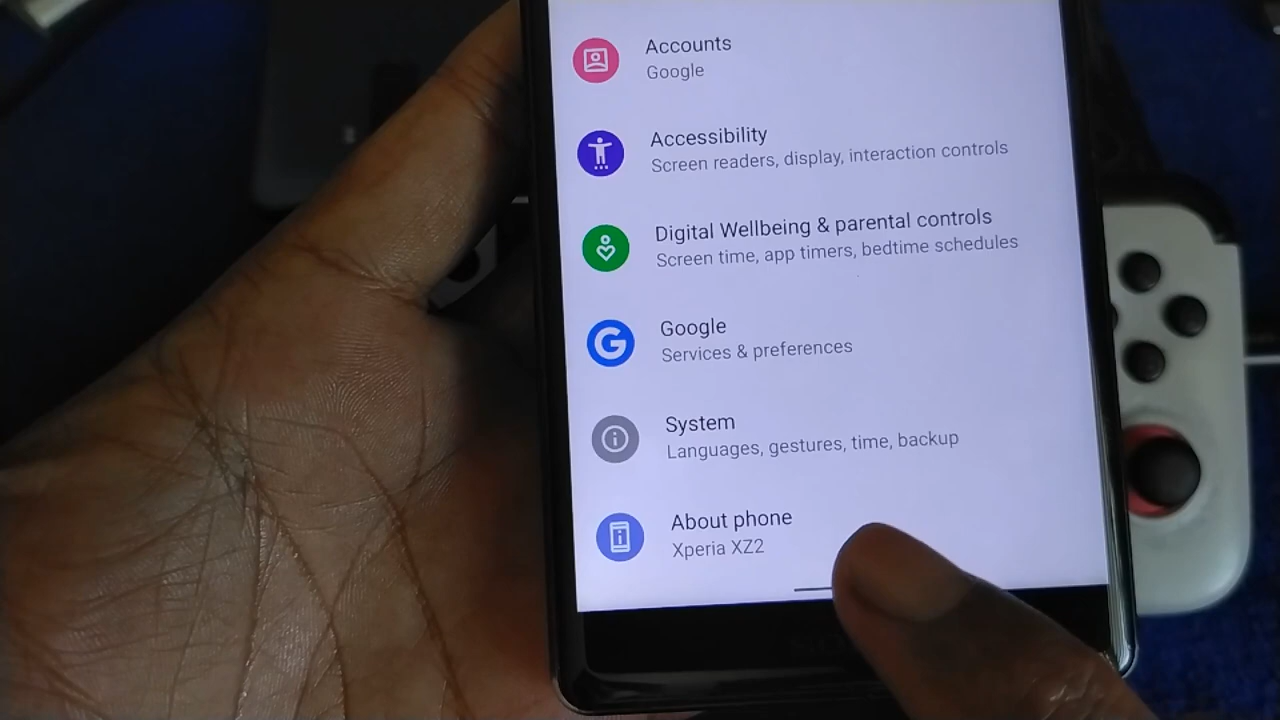 Accounts
Google
Accessibility
Screen readers, display, interaction controls
Digital Wellbeing & parental controls
Screen time, app timers, bedtime schedules
Google
Services & preferences
System
Languages, gestures, time, backup
About phone
Xperia XZ2